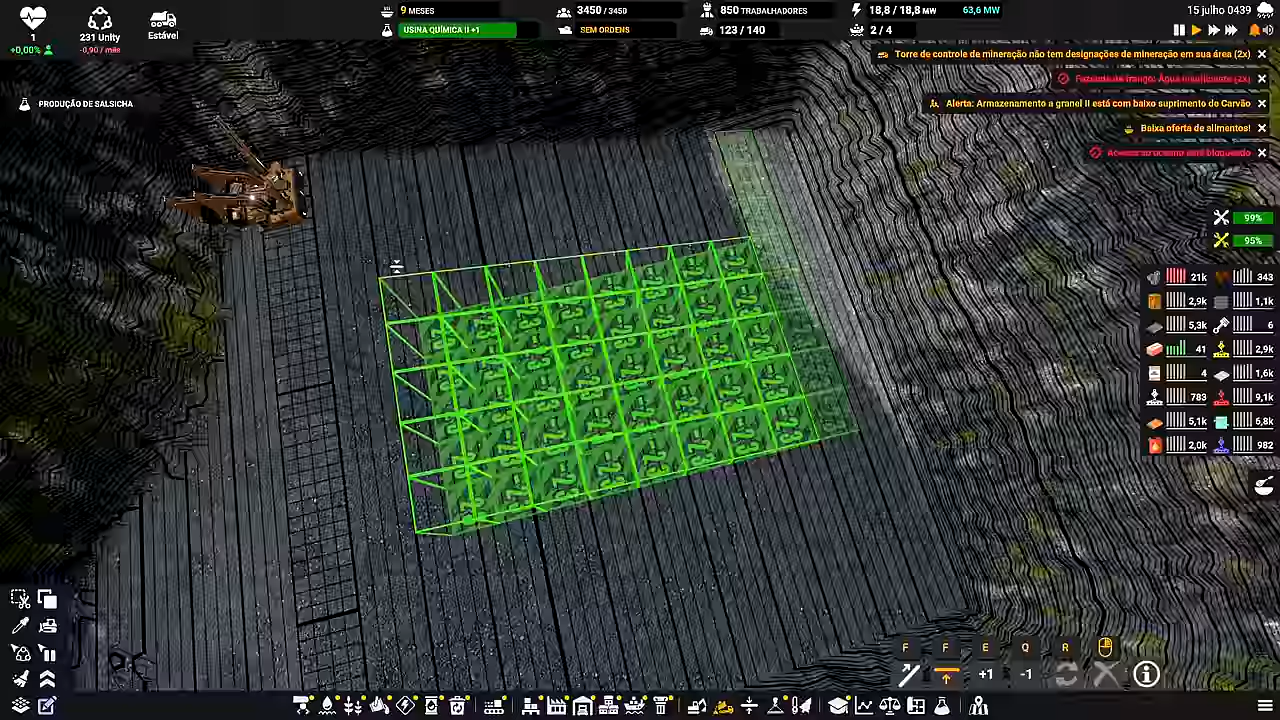 9 MESES
3450 / 3450
850 TRABALHADORES
18,8 / 18,8 MW
63,6 MW
15 julho 0439
1
231 Unity
Estável
+0,00%
-0,90 / mês
USINA QUÍMICA II +1
SEM ORDENS
123 / 140
2 / 4
Torre de controle de mineração não tem designações de mineração em sua área (2x)
Alerta: Armazenamento a granel II está com baixo suprimento de Carvão
Baixa oferta de alimentos!
PRODUÇÃO DE SALSICHA
99%
95%
21k
343
2,9k
1,1k
5,3k
6
41
2,9k
4
1,6k
783
9,1k
5,1k
6,8k
2,0k
982
F
F
E
Q
R
+1
-1